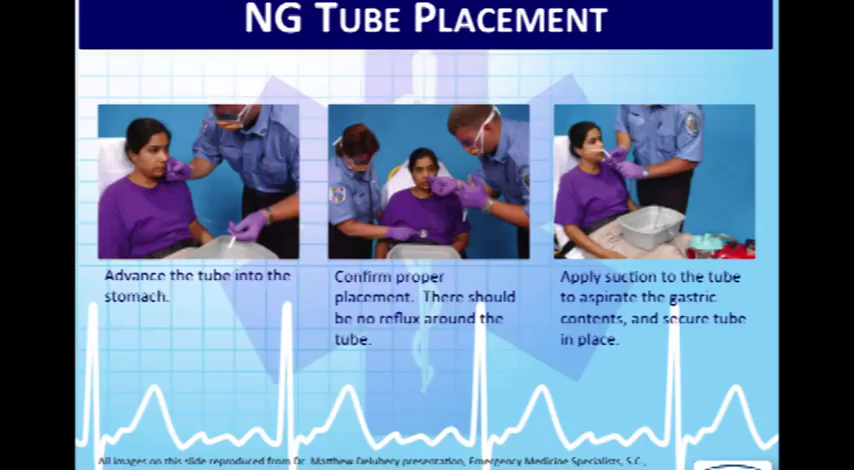 NG TUBE PLACEMENT
Advance the tube into the
stomach.
Confirm proper
placement. There should
be no reflux around the
tube.
Apply suction to the tube
to aspirate the gastric
contents, and secure tube
in place.
All images on this slide reproduced from Dr. Matthew Deluhery presentation, Emergency Medicine Specialists, S.C.,